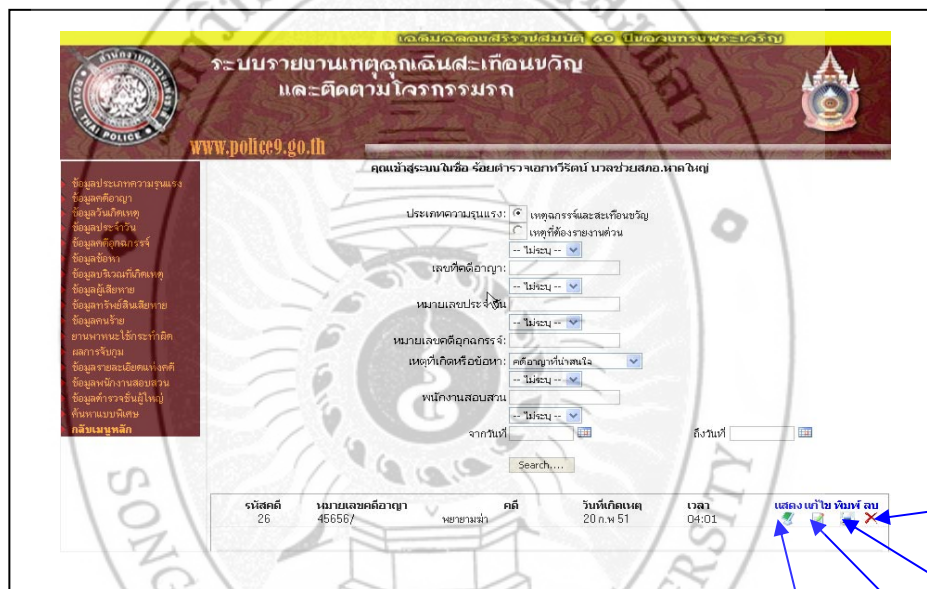 เฉลิมฉลองสิริราชสมบัติ 60 ปีของการทรงพระเจริญ
ระบบรายงานเหตุฉุกเฉินสะเทือนขวัญ
และติดตามโจรกรรมรถ
THAI POLICE
www.police9.go.th
คุณเข้าสู่ระบบในชื่อ ร้อยตำรวจเอกทวีรัตน์ นวลช่วยสภอ.หาดใหญ่
ข้อมูลประเภทความรุนแรง
ข้อมูลคดีอาญา
ข้อมูลวันเกิดเหตุ
ข้อมูลประจำวัน
ข้อมูลคดีอุกฉกรรจ์
ข้อมูลข้อหา
ข้อมูลบริเวณที่เกิดเหตุ
ข้อมูลผู้เสียหาย
ข้อมูลทรัพย์สินเสียหาย
ข้อมูลคนร้าย
ยานพาหนะใช้กระทำผิด
ผลการจับกุม
ข้อมูลรายละเอียดแห่งคดี
ข้อมูลพนักงานสอบสวน
ข้อมูลตำรวจชั้นผู้ใหญ่
ค้นหาแบบพิเศษ
กลับเมนูหลัก
ประเภทความรุนแรง: เหตุฉกรรจ์และสะเทือนขวัญ
เหตุที่ต้องรายงานด่วน
-- ไม่ระบุ --
เลขที่คดีอาญา:
-- ไม่ระบุ --
หมายเลขประจำวัน
-- ไม่ระบุ --
หมายเลขคดีอุกฉกรรจ์:
เหตุที่เกิดหรือข้อหา: คดีอาญาที่น่าสนใจ
-- ไม่ระบุ --
พนักงานสอบสวน
-- ไม่ระบุ --
จากวันที่ ถึงวันที่
Search....
รหัสคดี หมายเลขคดีอาญา คดี วันที่เกิดเหตุ เวลา แสดง แก้ไข พิมพ์ ลบ
26 45656/ พยายามฆ่า 20 ก.พ 51 04:01